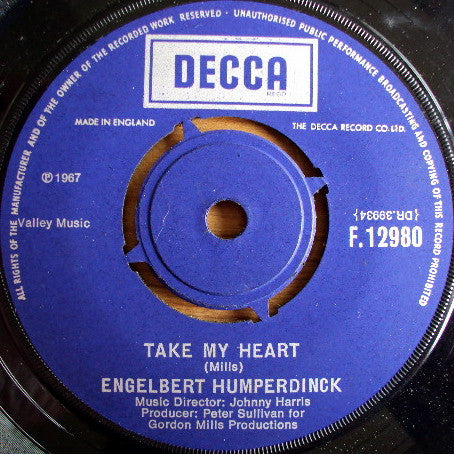 ALL RIGHTS OF THE MANUFACTURER AND OF THE OWNER OF THE RECORDED WORK RESERVED · UNAUTHORISED PUBLIC PERFORMANCE BROADCASTING AND COPYING OF THIS RECORD PROHIBITED
DECCA
RECD
MADE IN ENGLAND
THE DECCA RECORD CO. LTD.
℗ 1967
Valley Music
{DR.39934}
F.12980
TAKE MY HEART
(Mills)
ENGELBERT HUMPERDINCK
Music Director: Johnny Harris
Producer: Peter Sullivan for
Gordon Mills Productions